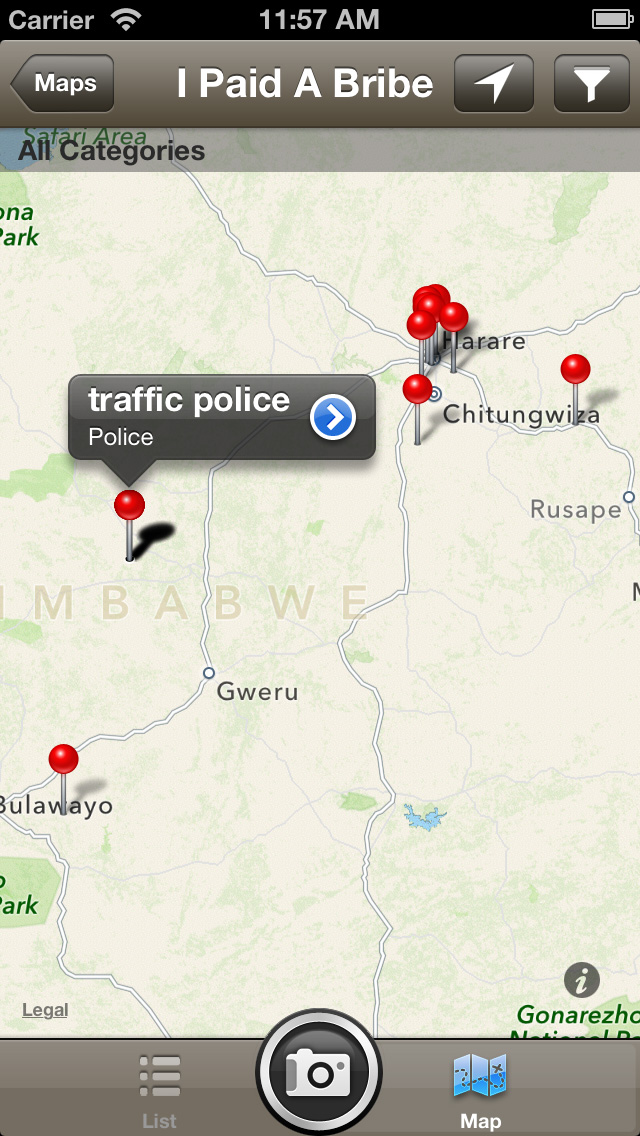 Carrier 11:57 AM
Maps I Paid A Bribe
Safari Area
All Categories
ona
Park
Harare
traffic police
Police
Chitungwiza
Rusape
IMBABWE
Gweru
Bulawayo
Park
Legal
Gonarezho
National Pa
List Map